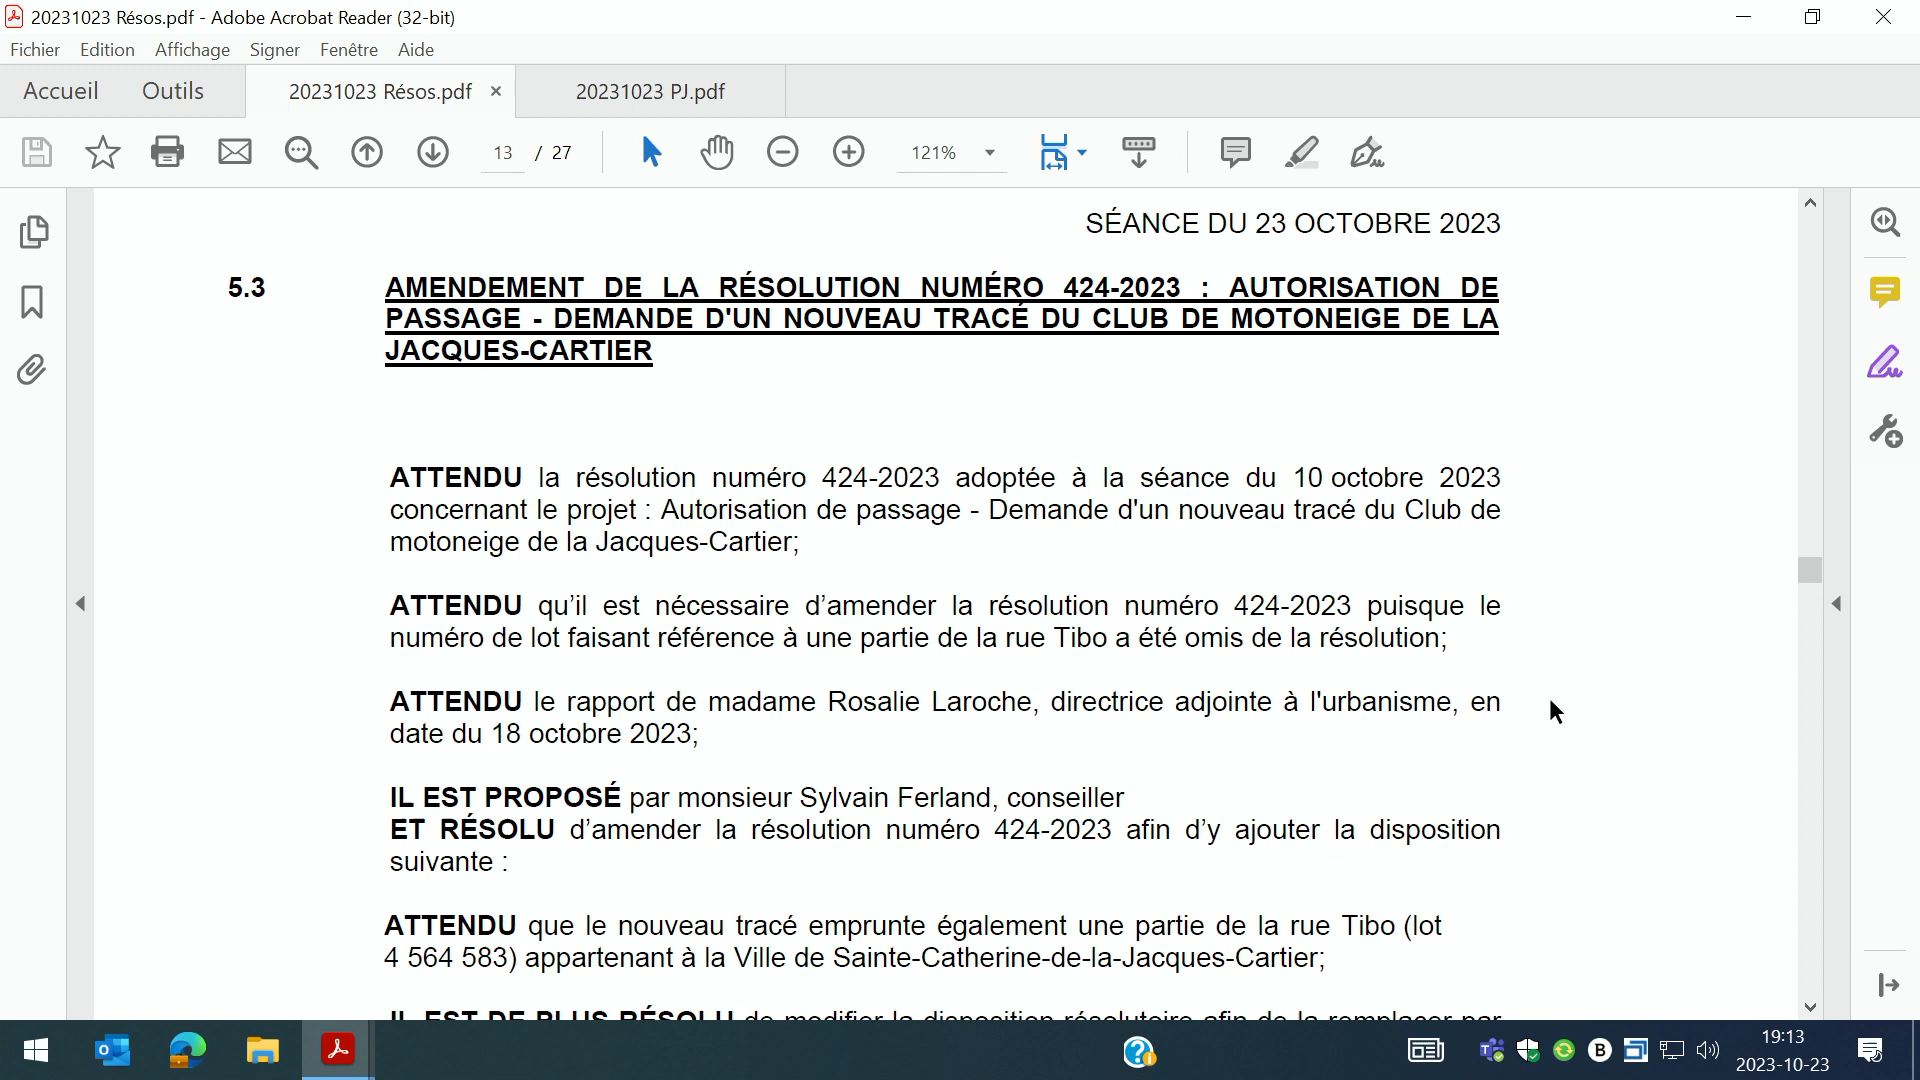 20231023 Résos.pdf - Adobe Acrobat Reader (32-bit)
Fichier Edition Affichage Signer Fenêtre Aide
Accueil Outils 20231023 Résos.pdf × 20231023 PJ.pdf
13 / 27 121%
SÉANCE DU 23 OCTOBRE 2023
5.3 AMENDEMENT DE LA RÉSOLUTION NUMÉRO 424-2023 : AUTORISATION DE
PASSAGE - DEMANDE D'UN NOUVEAU TRACÉ DU CLUB DE MOTONEIGE DE LA
JACQUES-CARTIER
ATTENDU la résolution numéro 424-2023 adoptée à la séance du 10 octobre 2023
concernant le projet : Autorisation de passage - Demande d'un nouveau tracé du Club de
motoneige de la Jacques-Cartier;
ATTENDU qu’il est nécessaire d’amender la résolution numéro 424-2023 puisque le
numéro de lot faisant référence à une partie de la rue Tibo a été omis de la résolution;
ATTENDU le rapport de madame Rosalie Laroche, directrice adjointe à l'urbanisme, en
date du 18 octobre 2023;
IL EST PROPOSÉ par monsieur Sylvain Ferland, conseiller
ET RÉSOLU d’amender la résolution numéro 424-2023 afin d’y ajouter la disposition
suivante :
ATTENDU que le nouveau tracé emprunte également une partie de la rue Tibo (lot
4 564 583) appartenant à la Ville de Sainte-Catherine-de-la-Jacques-Cartier;
IL EST DE PLUS RÉSOLU de modifier la disposition résolutoire afin de la remplacer par
19:13
2023-10-23